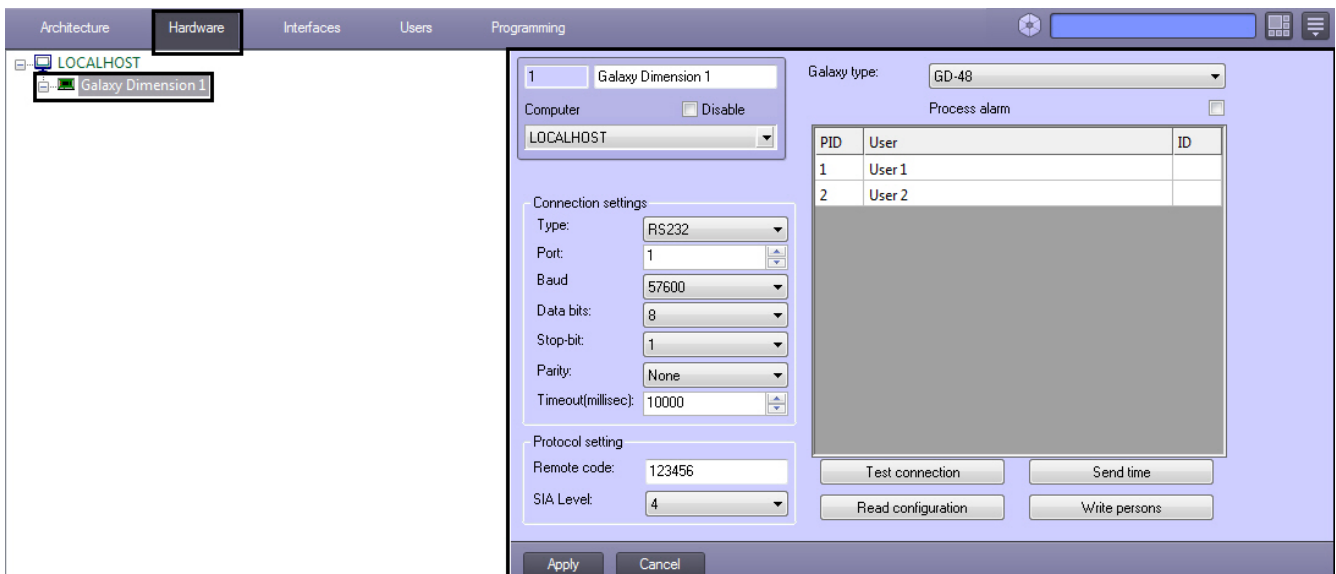 Architecture Hardware Interfaces Users Programming
LOCALHOST
Galaxy Dimension 1
1 Galaxy Dimension 1
Computer Disable
LOCALHOST
Connection settings
Type: RS232
Port: 1
Baud 57600
Data bits: 8
Stop-bit: 1
Parity: None
Timeout(millisec): 10000
Protocol setting
Remote code: 123456
SIA Level: 4
Galaxy type: GD-48
Process alarm
PID User ID
1 User 1
2 User 2
Test connection Send time
Read configuration Write persons
Apply Cancel